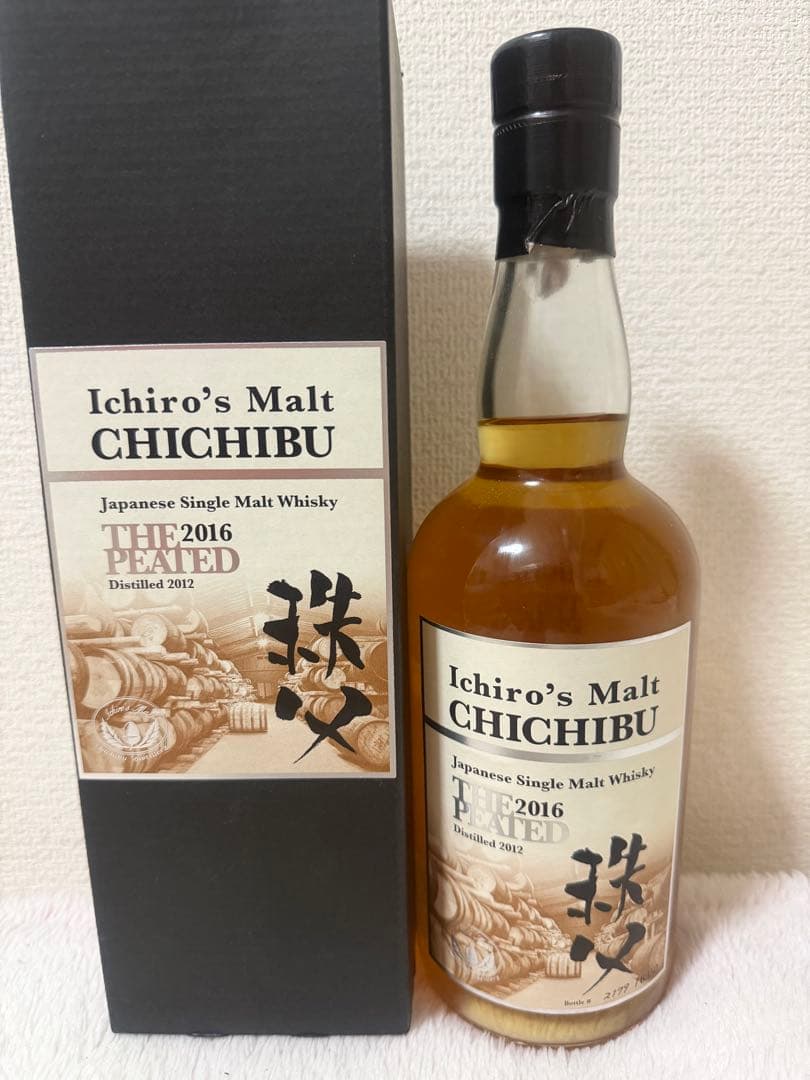 Ichiro's Malt
CHICHIBU
Japanese Single Malt Whisky
THE 2016
PEATED
Distilled 2012
秩父
Ichiro's Malt
CHICHIBU
Japanese Single Malt Whisky
THE 2016
PEATED
Distilled 2012
秩父
Bottle #